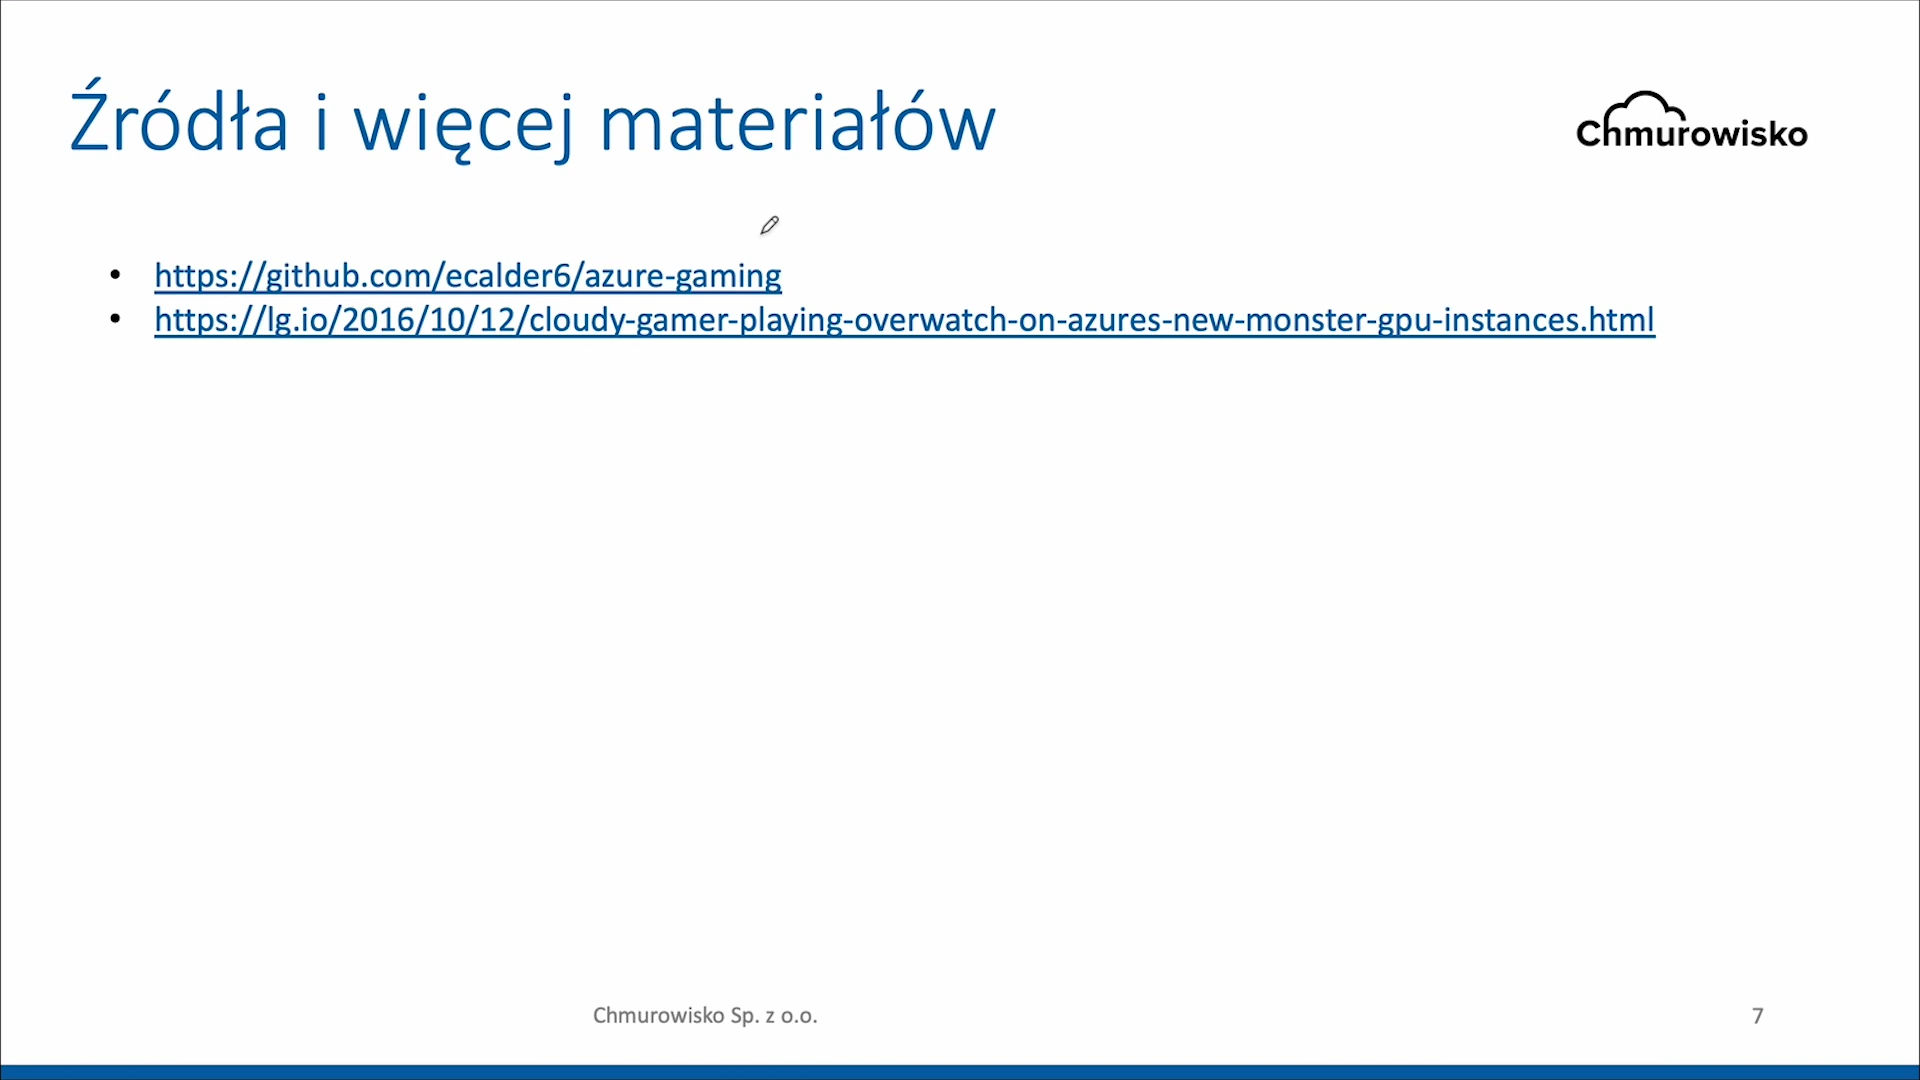 Źródła i więcej materiałów
Chmurowisko
• https://github.com/ecalder6/azure-gaming
• https://lg.io/2016/10/12/cloudy-gamer-playing-overwatch-on-azures-new-monster-gpu-instances.html
Chmurowisko Sp. z o.o.
7